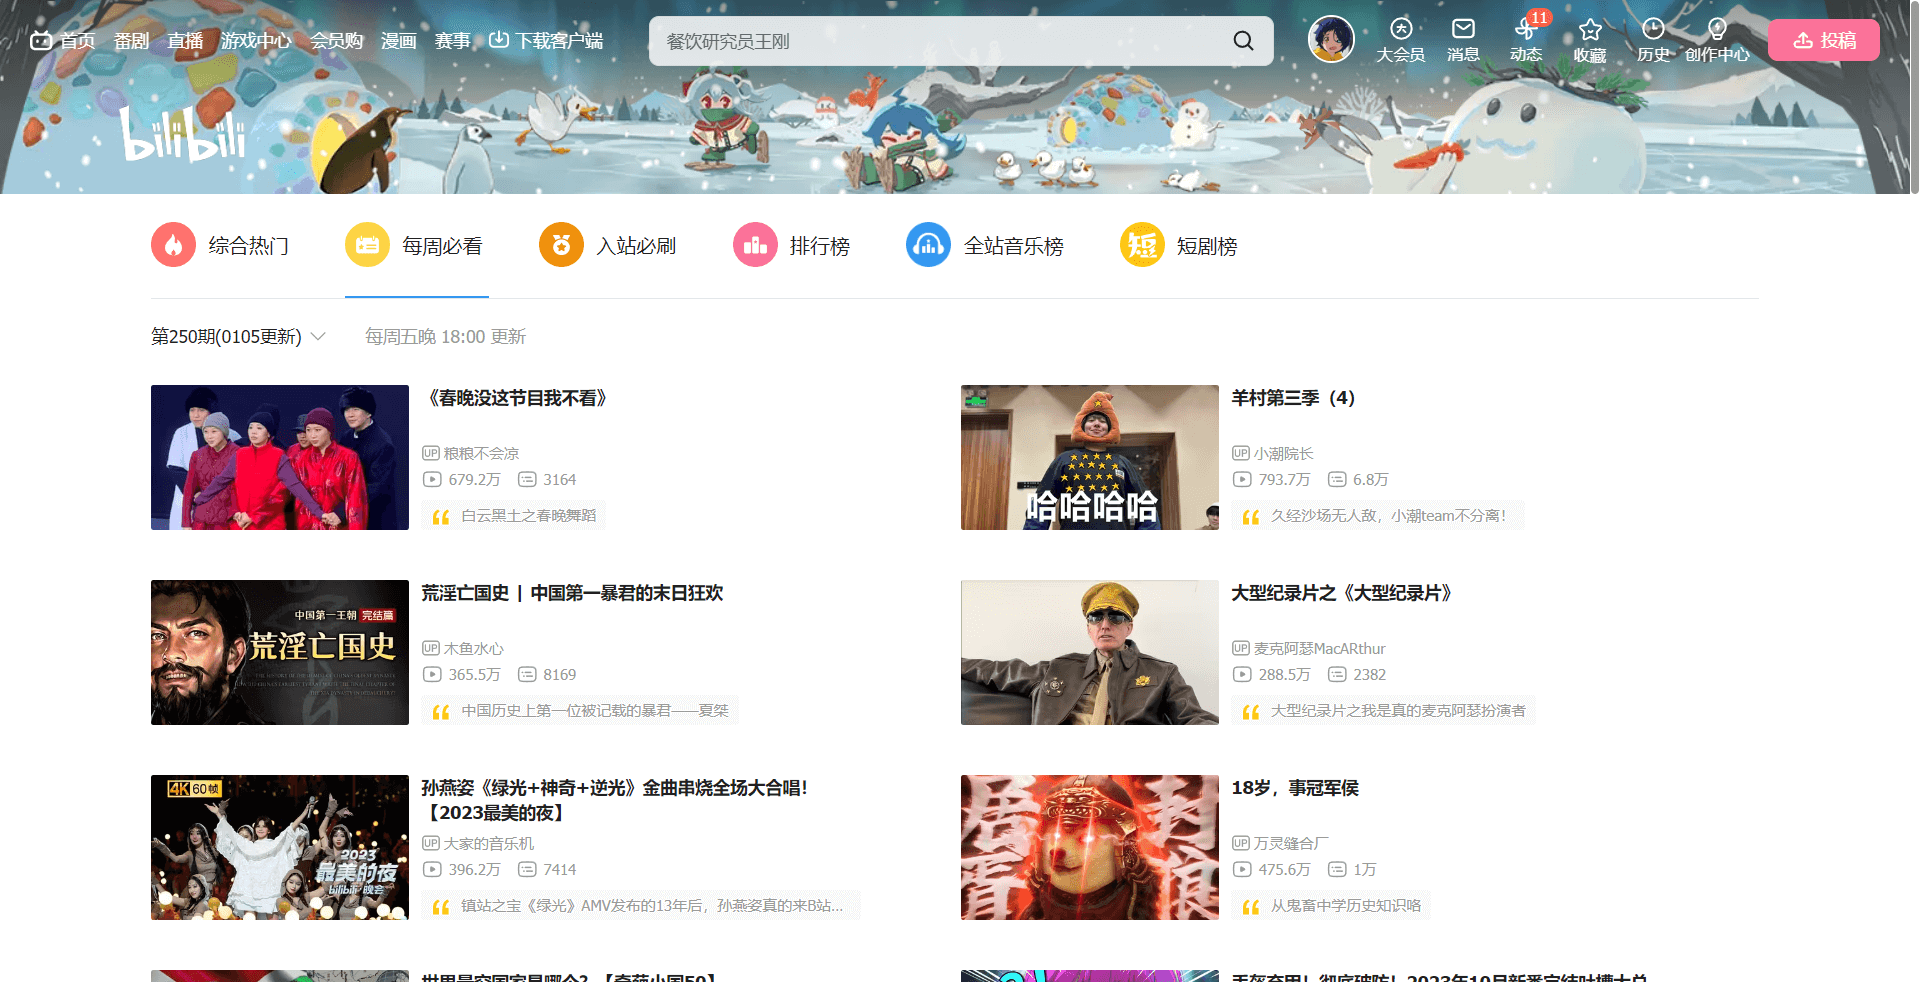 首页 番剧 直播 游戏中心 会员购 漫画 赛事 下载客户端
餐饮研究员王刚
大会员 消息 11 动态 收藏 历史 创作中心 投稿
bilibili
综合热门 每周必看 入站必刷 排行榜 全站音乐榜 短 短剧榜
第250期(0105更新) 每周五晚 18:00 更新
《春晚没这节目我不看》
UP 粮粮不会凉
679.2万 3164
白云黑土之春晚舞蹈
哈哈哈哈
羊村第三季（4）
UP 小潮院长
793.7万 6.8万
久经沙场无人敌，小潮team不分离！
中国第一王朝 完结篇
荒淫亡国史
荒淫亡国史 | 中国第一暴君的末日狂欢
UP 木鱼水心
365.5万 8169
中国历史上第一位被记载的暴君——夏桀
大型纪录片之《大型纪录片》
UP 麦克阿瑟MacARthur
288.5万 2382
大型纪录片之我是真的麦克阿瑟扮演者
4K 60帧
2023
最美的夜
bilibili 晚会
孙燕姿《绿光+神奇+逆光》金曲串烧全场大合唱！
【2023最美的夜】
UP 大家的音乐机
396.2万 7414
镇站之宝《绿光》AMV发布的13年后，孙燕姿真的来B站...
18岁，事冠军侯
UP 万灵缝合厂
475.6万 1万
从鬼畜中学历史知识咯
世界最穷国家是哪个？【奇葩小国50】